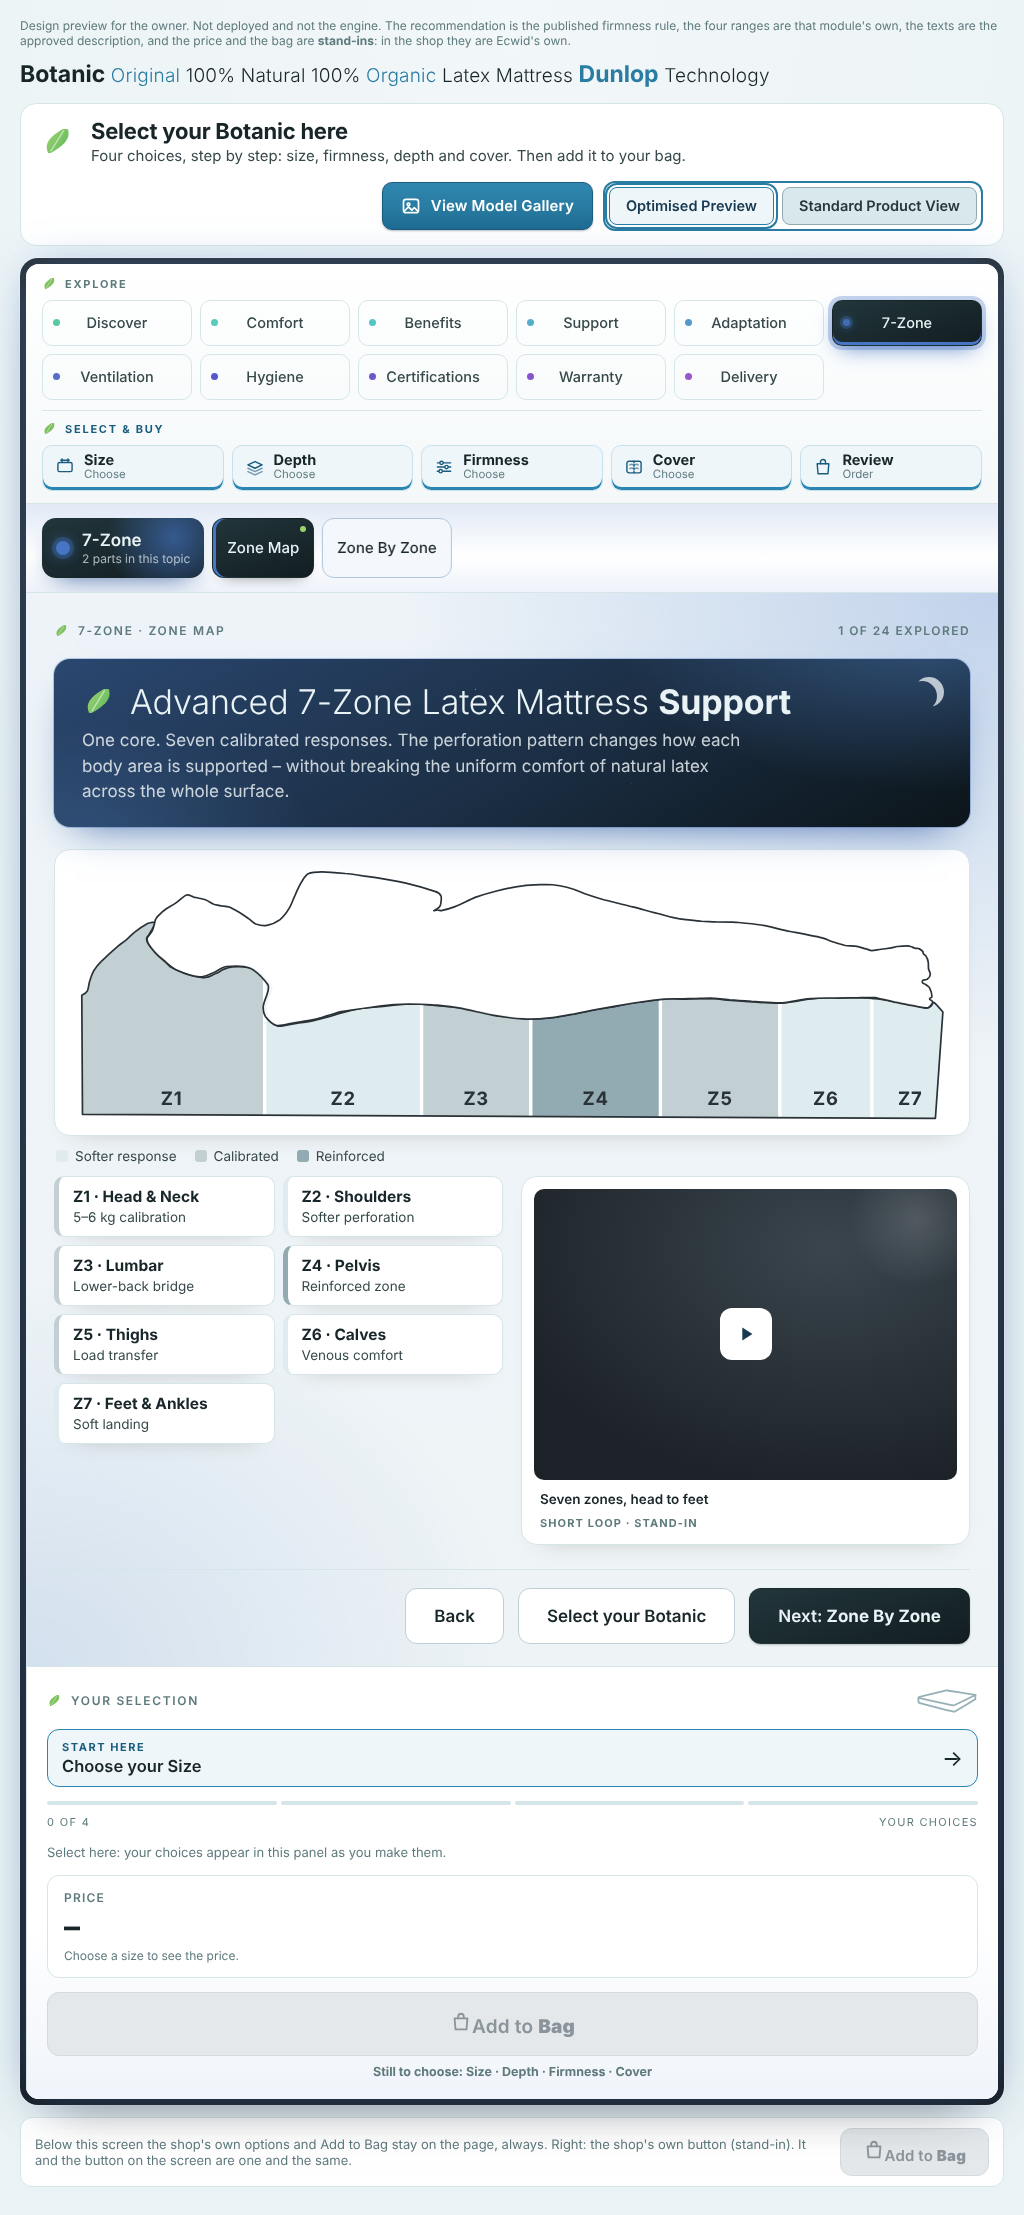 Design preview for the owner. Not deployed and not the engine. The recommendation is the published firmness rule, the four ranges are that module's own, the texts are the
approved description, and the price and the bag are stand-ins: in the shop they are Ecwid's own.
Botanic Original 100% Natural 100% Organic Latex Mattress Dunlop Technology
Select your Botanic here
Four choices, step by step: size, firmness, depth and cover. Then add it to your bag.
View Model Gallery
Optimised Preview
Standard Product View
EXPLORE
Discover
Comfort
Benefits
Support
Adaptation
7-Zone
Ventilation
Hygiene
Certifications
Warranty
Delivery
SELECT & BUY
Size
Choose
Depth
Choose
Firmness
Choose
Cover
Choose
Review
Order
7-Zone
2 parts in this topic
Zone Map
Zone By Zone
7-ZONE · ZONE MAP
1 OF 24 EXPLORED
Advanced 7-Zone Latex Mattress Support
One core. Seven calibrated responses. The perforation pattern changes how each
body area is supported – without breaking the uniform comfort of natural latex
across the whole surface.
Z1
Z2
Z3
Z4
Z5
Z6
Z7
Softer response
Calibrated
Reinforced
Z1 · Head & Neck
5–6 kg calibration
Z2 · Shoulders
Softer perforation
Z3 · Lumbar
Lower-back bridge
Z4 · Pelvis
Reinforced zone
Z5 · Thighs
Load transfer
Z6 · Calves
Venous comfort
Z7 · Feet & Ankles
Soft landing
Seven zones, head to feet
SHORT LOOP · STAND-IN
Back
Select your Botanic
Next: Zone By Zone
YOUR SELECTION
START HERE
Choose your Size
0 OF 4
YOUR CHOICES
Select here: your choices appear in this panel as you make them.
PRICE
–
Choose a size to see the price.
Add to Bag
Still to choose: Size · Depth · Firmness · Cover
Below this screen the shop's own options and Add to Bag stay on the page, always. Right: the shop's own button (stand-in). It
and the button on the screen are one and the same.
Add to Bag